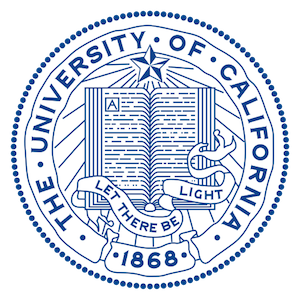 · THE · UNIVERSITY · OF · CALIFORNIA ·
A
LET THERE BE
LIGHT
· 1868 ·